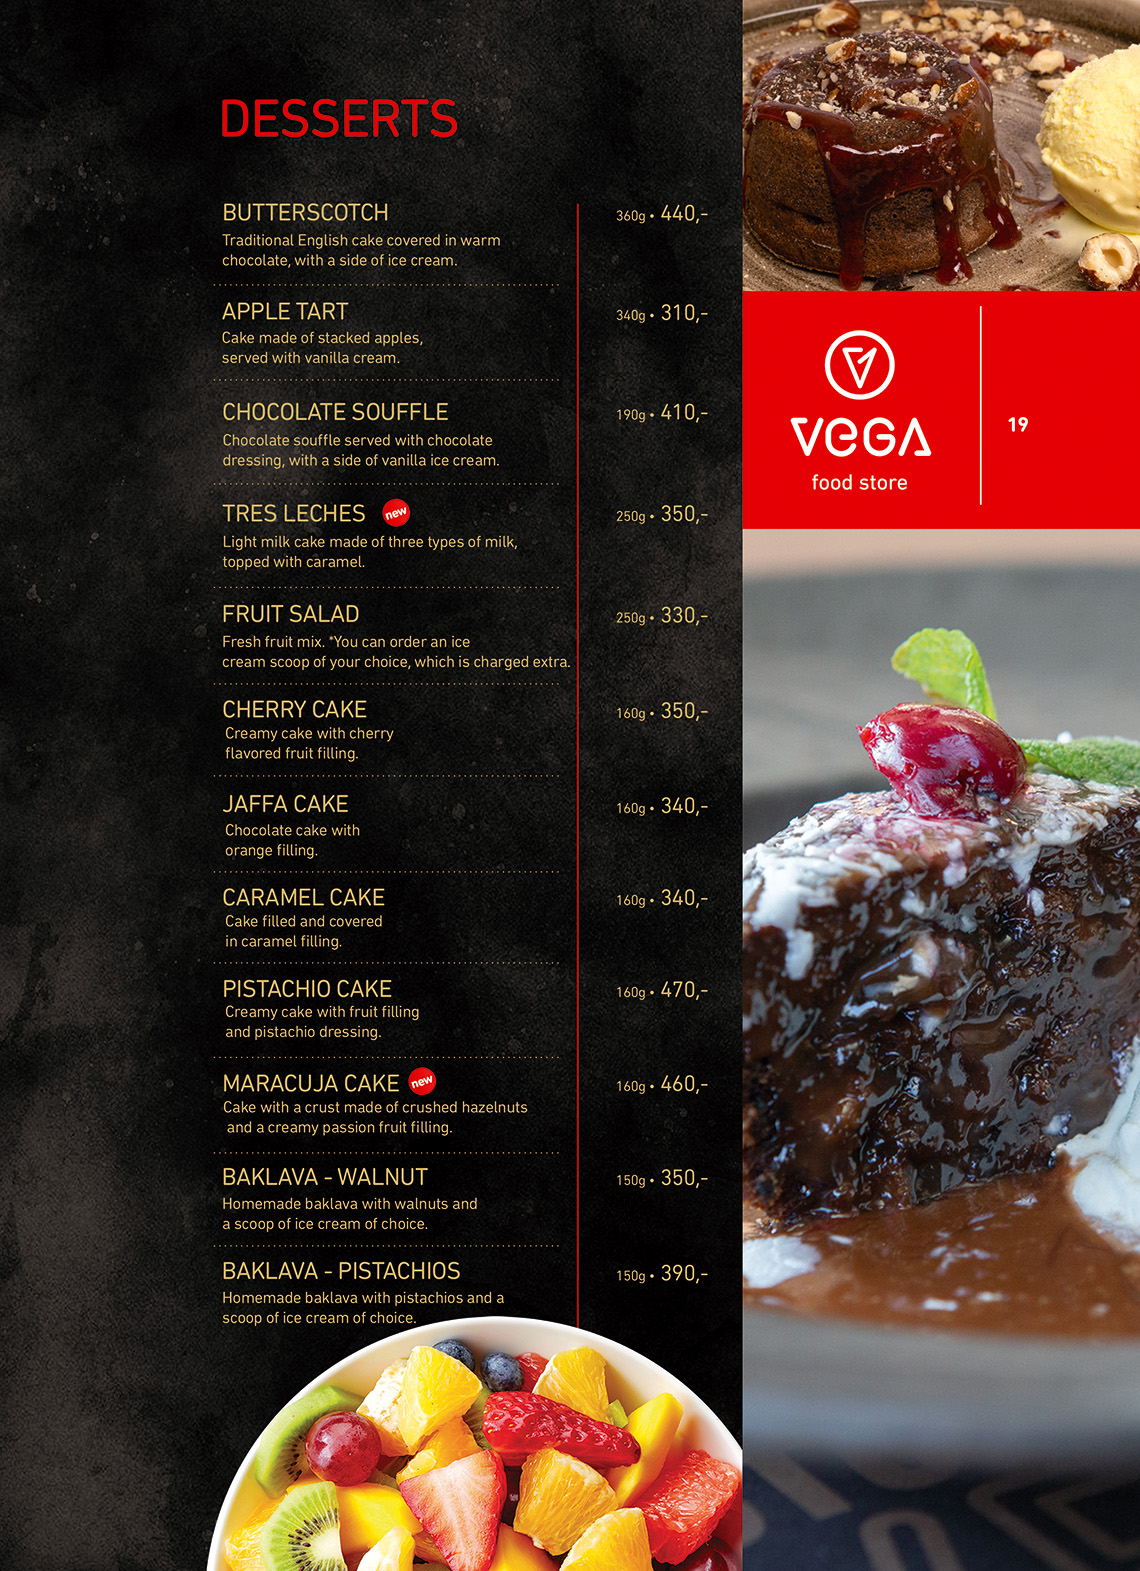 DESSERTS
BUTTERSCOTCH
360g • 440,-
Traditional English cake covered in warm
chocolate, with a side of ice cream.
APPLE TART
340g • 310,-
Cake made of stacked apples,
served with vanilla cream.
CHOCOLATE SOUFFLE
190g • 410,-
Chocolate souffle served with chocolate
dressing, with a side of vanilla ice cream.
TRES LECHES new
250g • 350,-
Light milk cake made of three types of milk,
topped with caramel.
FRUIT SALAD
250g • 330,-
Fresh fruit mix. *You can order an ice
cream scoop of your choice, which is charged extra.
CHERRY CAKE
160g • 350,-
Creamy cake with cherry
flavored fruit filling.
JAFFA CAKE
160g • 340,-
Chocolate cake with
orange filling.
CARAMEL CAKE
160g • 340,-
Cake filled and covered
in caramel filling.
PISTACHIO CAKE
160g • 470,-
Creamy cake with fruit filling
and pistachio dressing.
MARACUJA CAKE new
160g • 460,-
Cake with a crust made of crushed hazelnuts
and a creamy passion fruit filling.
BAKLAVA - WALNUT
150g • 350,-
Homemade baklava with walnuts and
a scoop of ice cream of choice.
BAKLAVA - PISTACHIOS
150g • 390,-
Homemade baklava with pistachios and a
scoop of ice cream of choice.
VEGA
food store
19